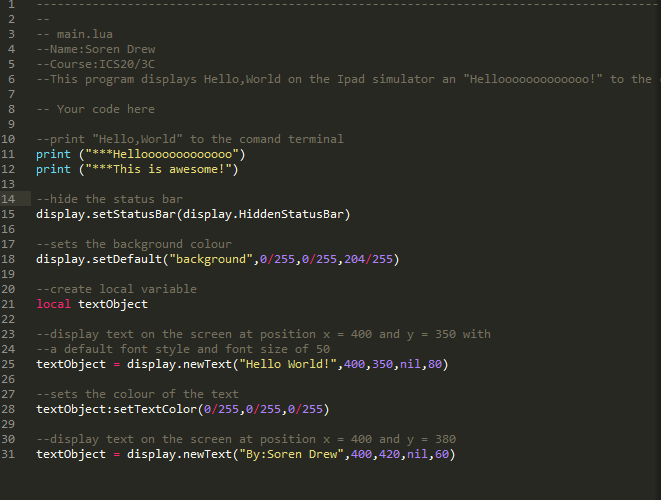 1 -----------------------------------------------------------------------------------------
2 --
3 -- main.lua
4 --Name:Soren Drew
5 --Course:ICS20/3C
6 --This program displays Hello,World on the Ipad simulator an "Hellooooooooooooo!" to the
7
8 -- Your code here
9
10 --print "Hello,World" to the comand terminal
11 print ("***Hellooooooooooooo")
12 print ("***This is awesome!")
13
14 --hide the status bar
15 display.setStatusBar(display.HiddenStatusBar)
16
17 --sets the background colour
18 display.setDefault("background",0/255,0/255,204/255)
19
20 --create local variable
21 local textObject
22
23 --display text on the screen at position x = 400 and y = 350 with
24 --a default font style and font size of 50
25 textObject = display.newText("Hello World!",400,350,nil,80)
26
27 --sets the colour of the text
28 textObject:setTextColor(0/255,0/255,0/255)
29
30 --display text on the screen at position x = 400 and y = 380
31 textObject = display.newText("By:Soren Drew",400,420,nil,60)